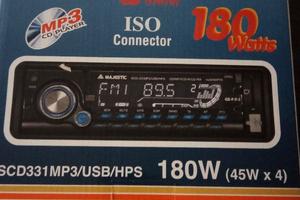 MP3
CD PLAYER
ISO
Connector
180
Watts
MAJESTIC
FM1 89.5
SCD331MP3/USB/HPS
180W (45W x 4)